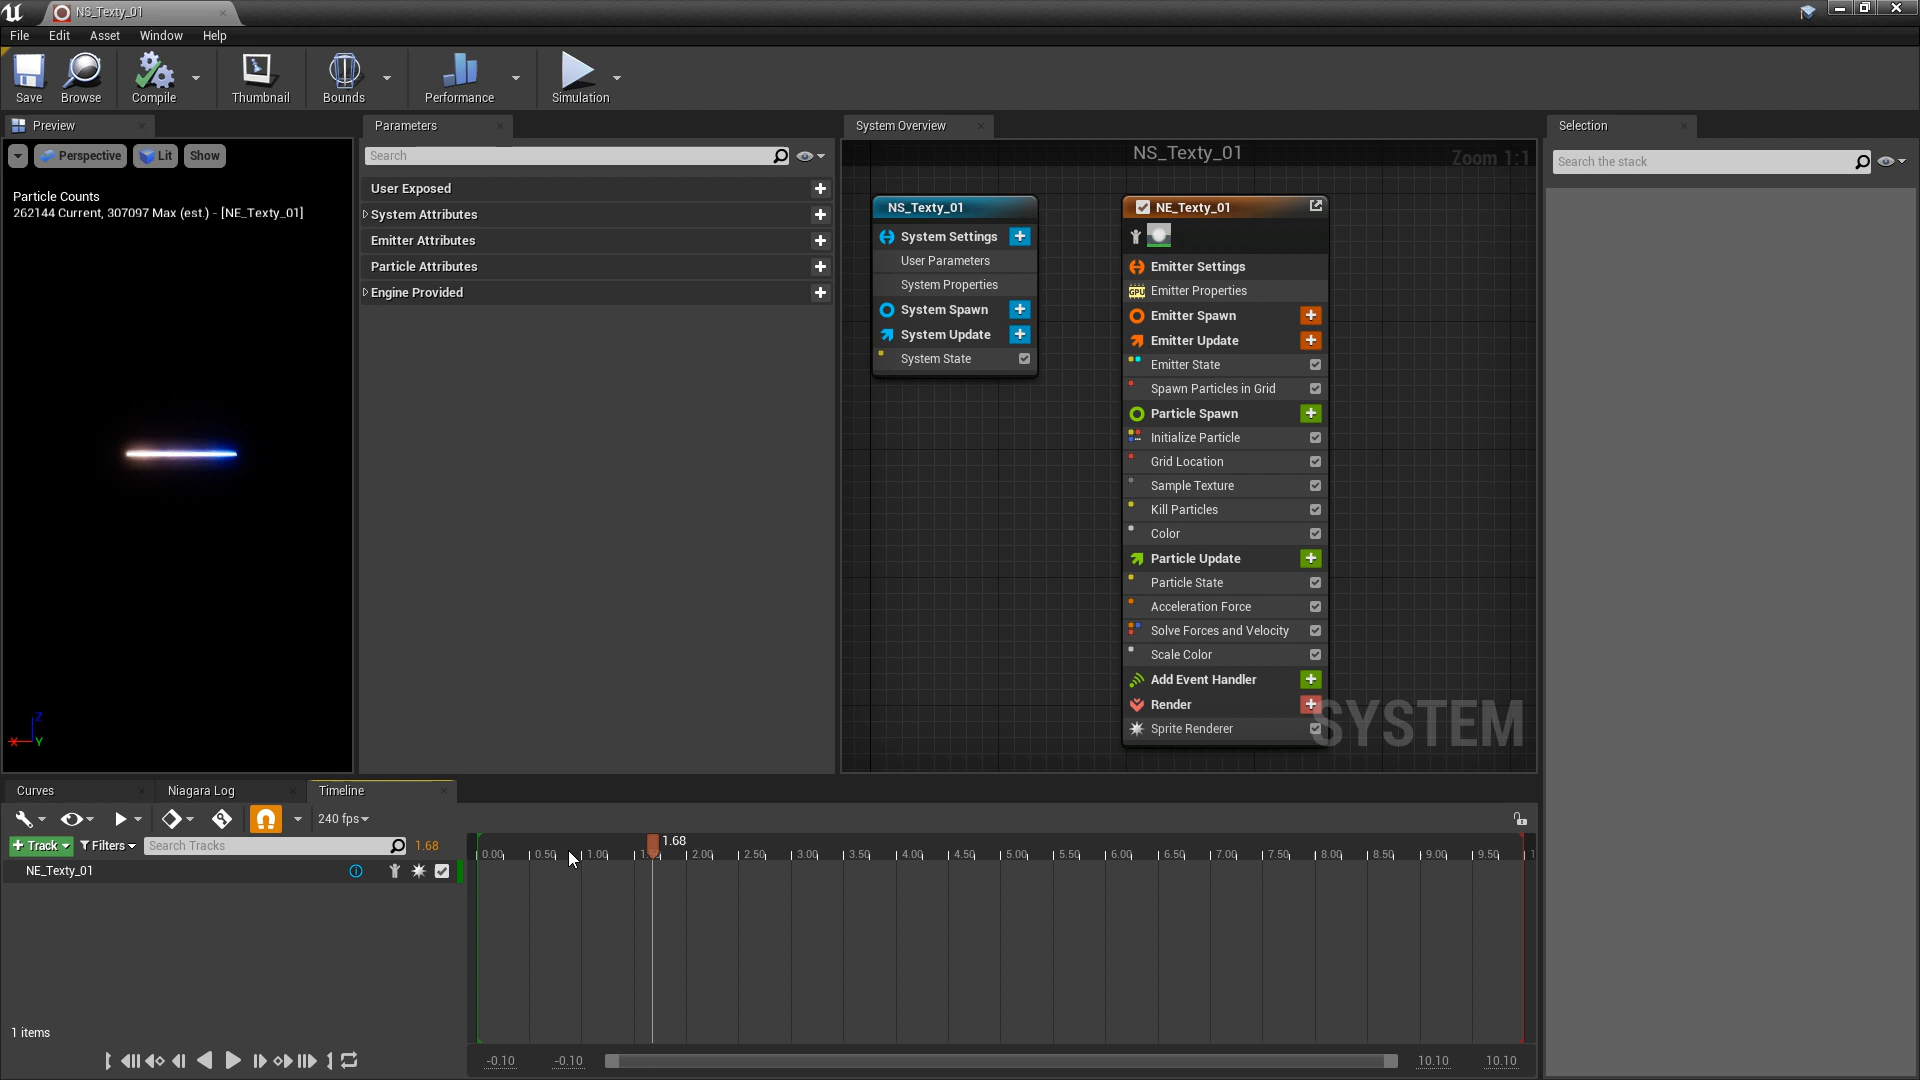 NS_Texty_01
File Edit Asset Window Help
Save Browse Compile Thumbnail Bounds Performance Simulation
Preview
Perspective Lit Show
Particle Counts
262144 Current, 307097 Max (est.) - [NE_Texty_01]
Z
X Y
Parameters
Search
User Exposed
System Attributes
Emitter Attributes
Particle Attributes
Engine Provided
System Overview
NS_Texty_01
Zoom 1:1
NS_Texty_01
System Settings
User Parameters
System Properties
System Spawn
System Update
System State
NE_Texty_01
Emitter Settings
GPU Emitter Properties
Emitter Spawn
Emitter Update
Emitter State
Spawn Particles in Grid
Particle Spawn
Initialize Particle
Grid Location
Sample Texture
Kill Particles
Color
Particle Update
Particle State
Acceleration Force
Solve Forces and Velocity
Scale Color
Add Event Handler
Render
Sprite Renderer
SYSTEM
Selection
Search the stack
Curves Niagara Log Timeline
240 fps
+ Track Filters Search Tracks 1.68
NE_Texty_01
1 items
1.68
0.00 0.50 1.00 2.00 2.50 3.00 3.50 4.00 4.50 5.00 5.50 6.00 6.50 7.00 7.50 8.00 8.50 9.00 9.50
-0.10 -0.10 10.10 10.10